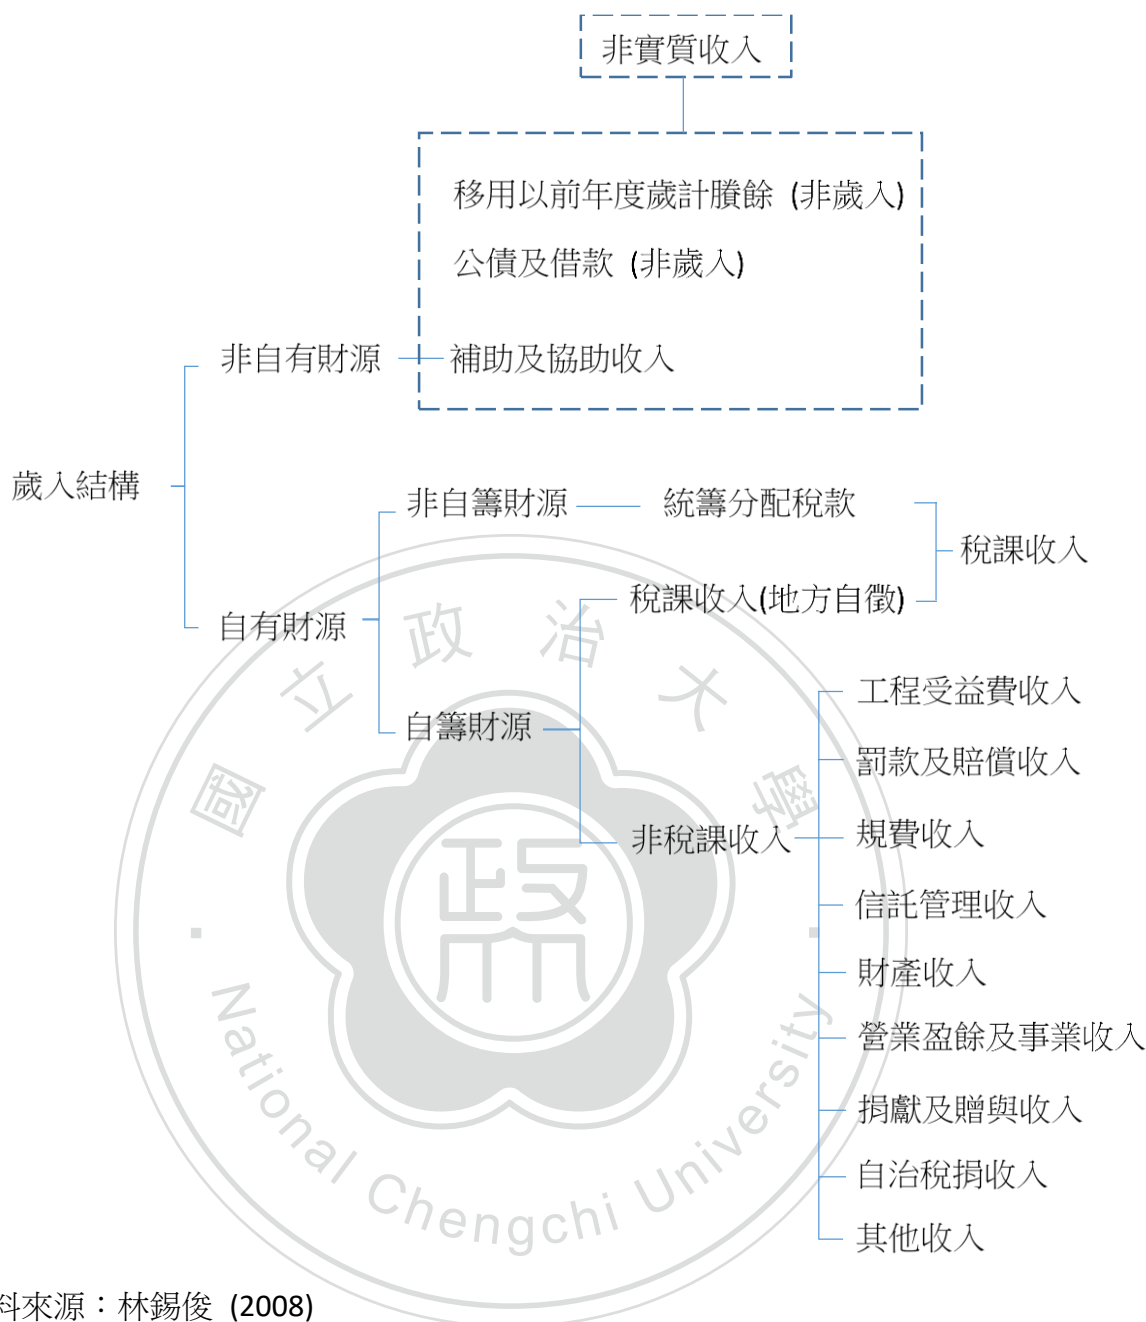 非實質收入
移用以前年度歲計賸餘 (非歲入)
公債及借款 (非歲入)
非自有財源
補助及協助收入
歲入結構
非自籌財源
統籌分配稅款
稅課收入
稅課收入(地方自徵)
自有財源
自籌財源
工程受益費收入
罰款及賠償收入
非稅課收入
規費收入
信託管理收入
財產收入
營業盈餘及事業收入
捐獻及贈與收入
自治稅捐收入
其他收入
國立政治大學
政
National Chengchi University
料來源：林錫俊 (2008)